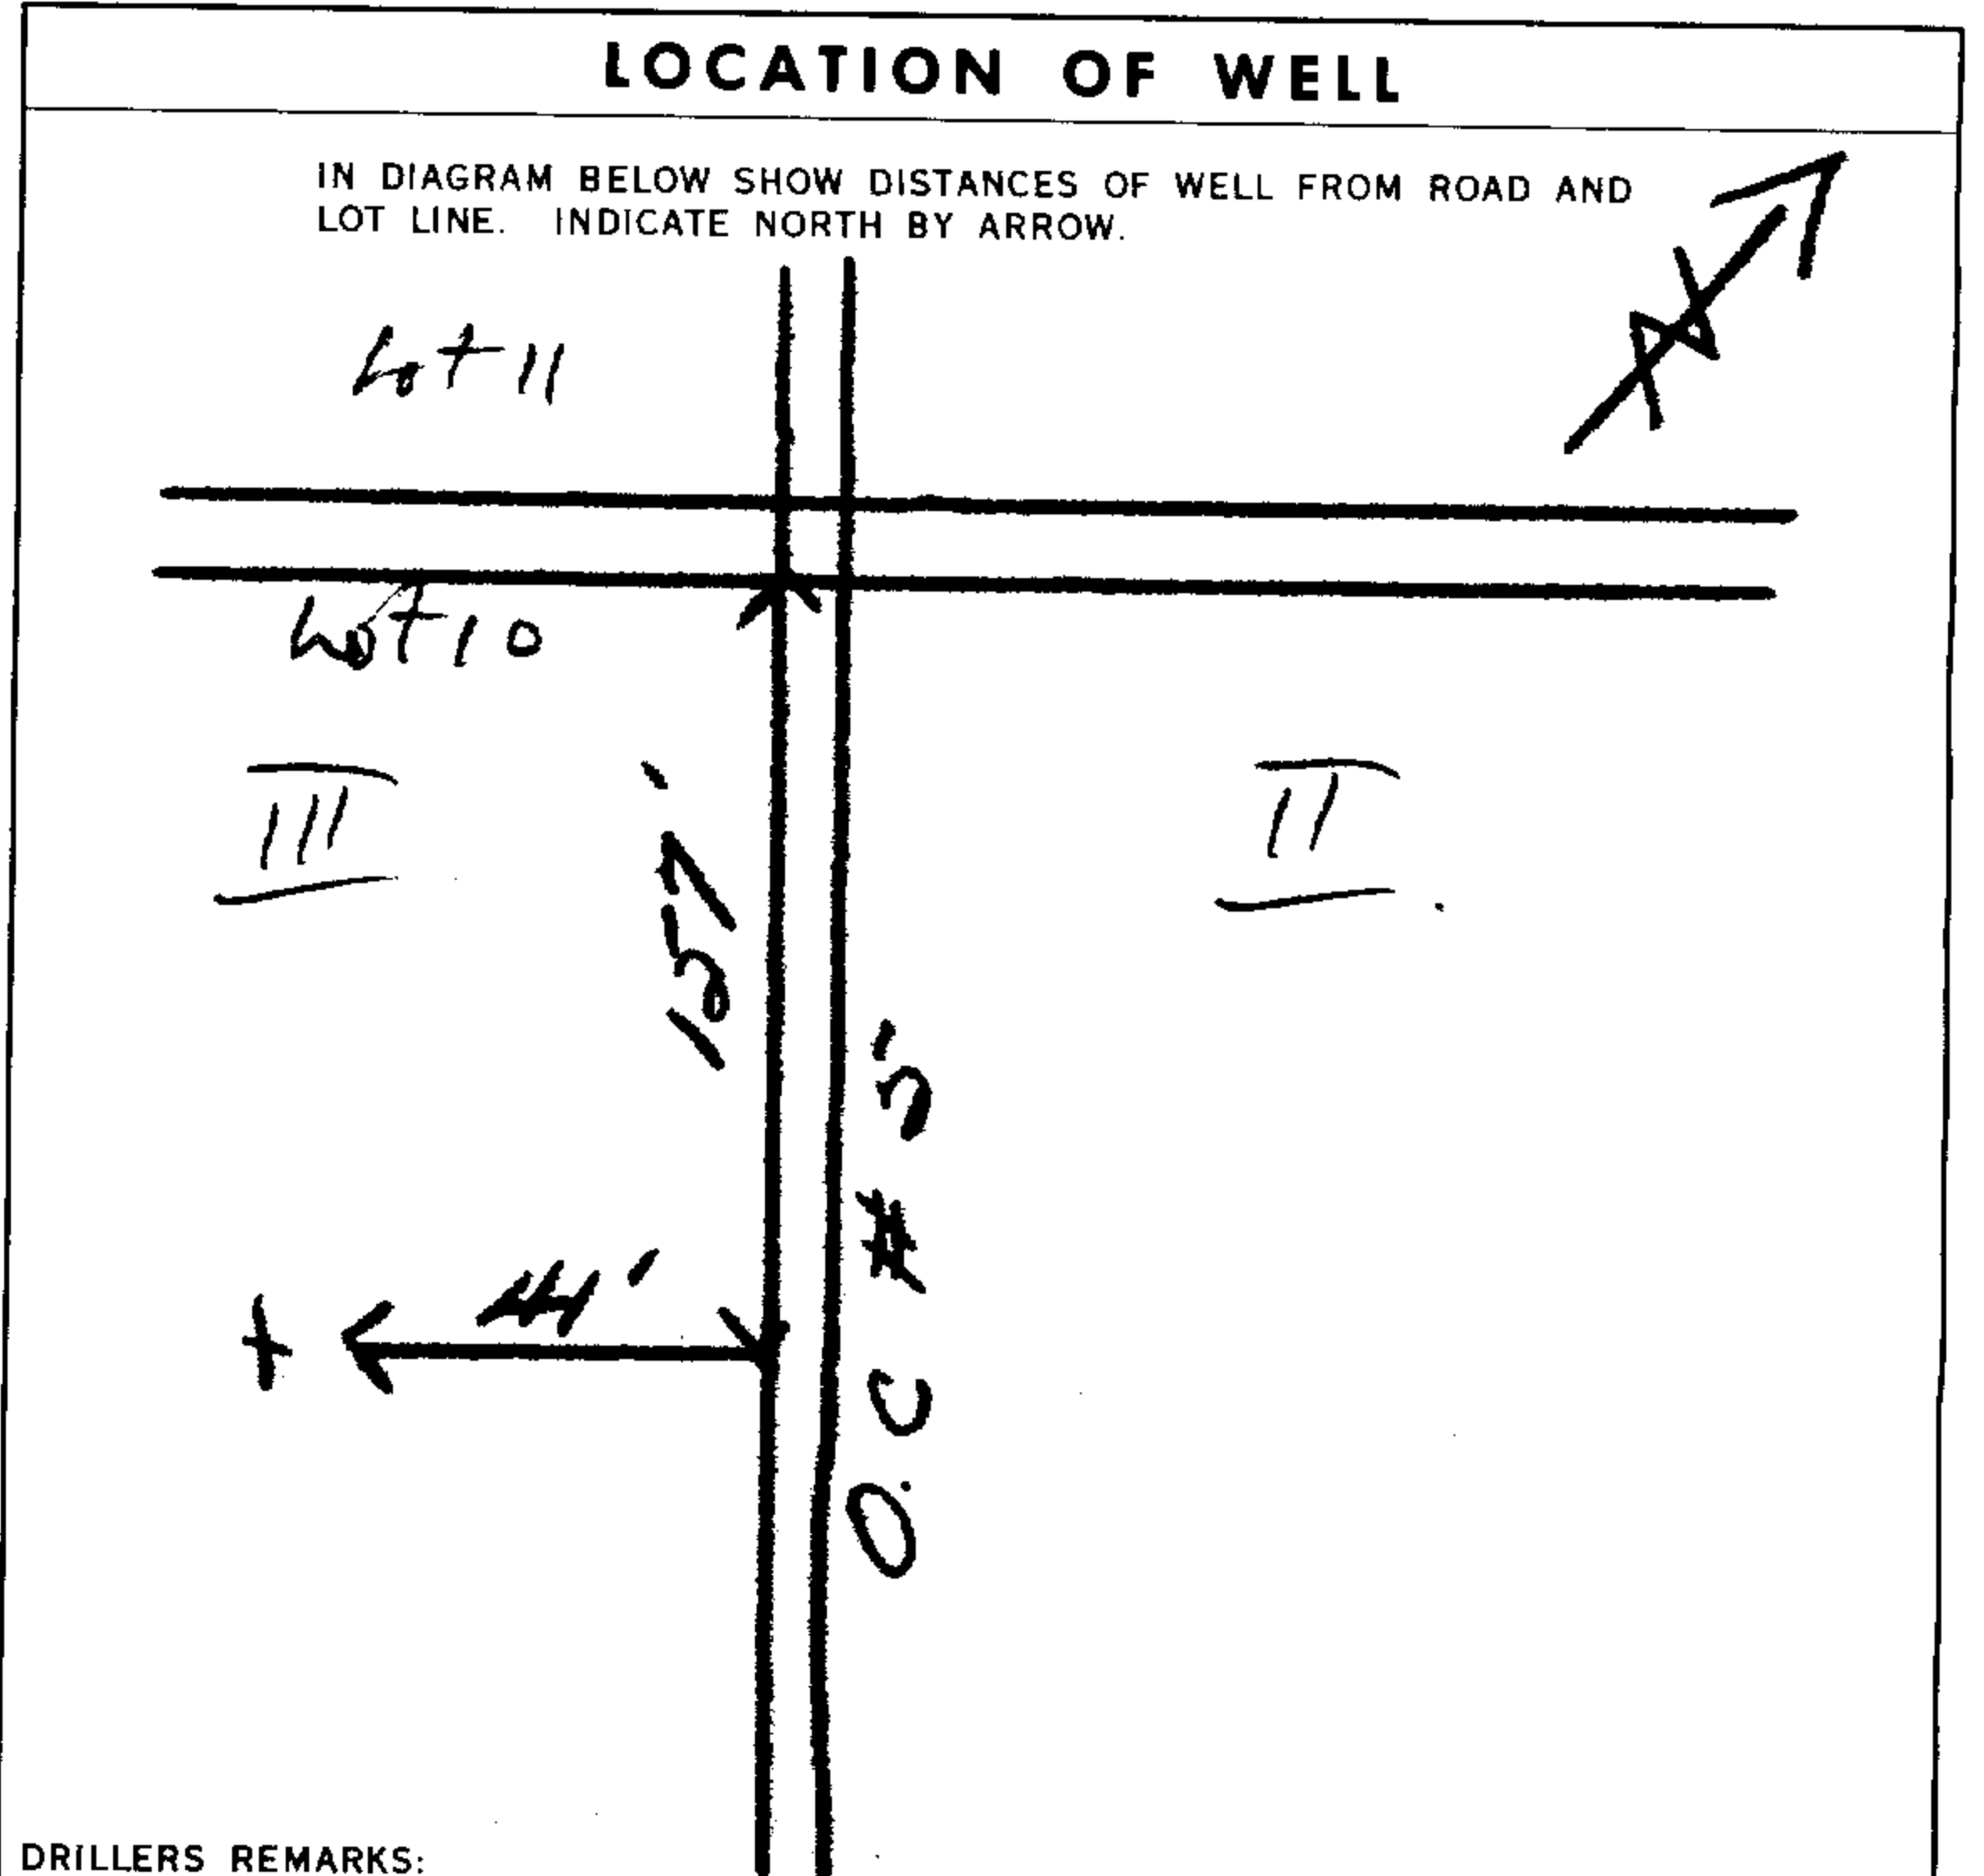 LOCATION OF WELL
IN DIAGRAM BELOW SHOW DISTANCES OF WELL FROM ROAD AND
LOT LINE. INDICATE NORTH BY ARROW.
N
Lot 11
Lot 10
III
II
157'
44'
DRILLERS REMARKS: